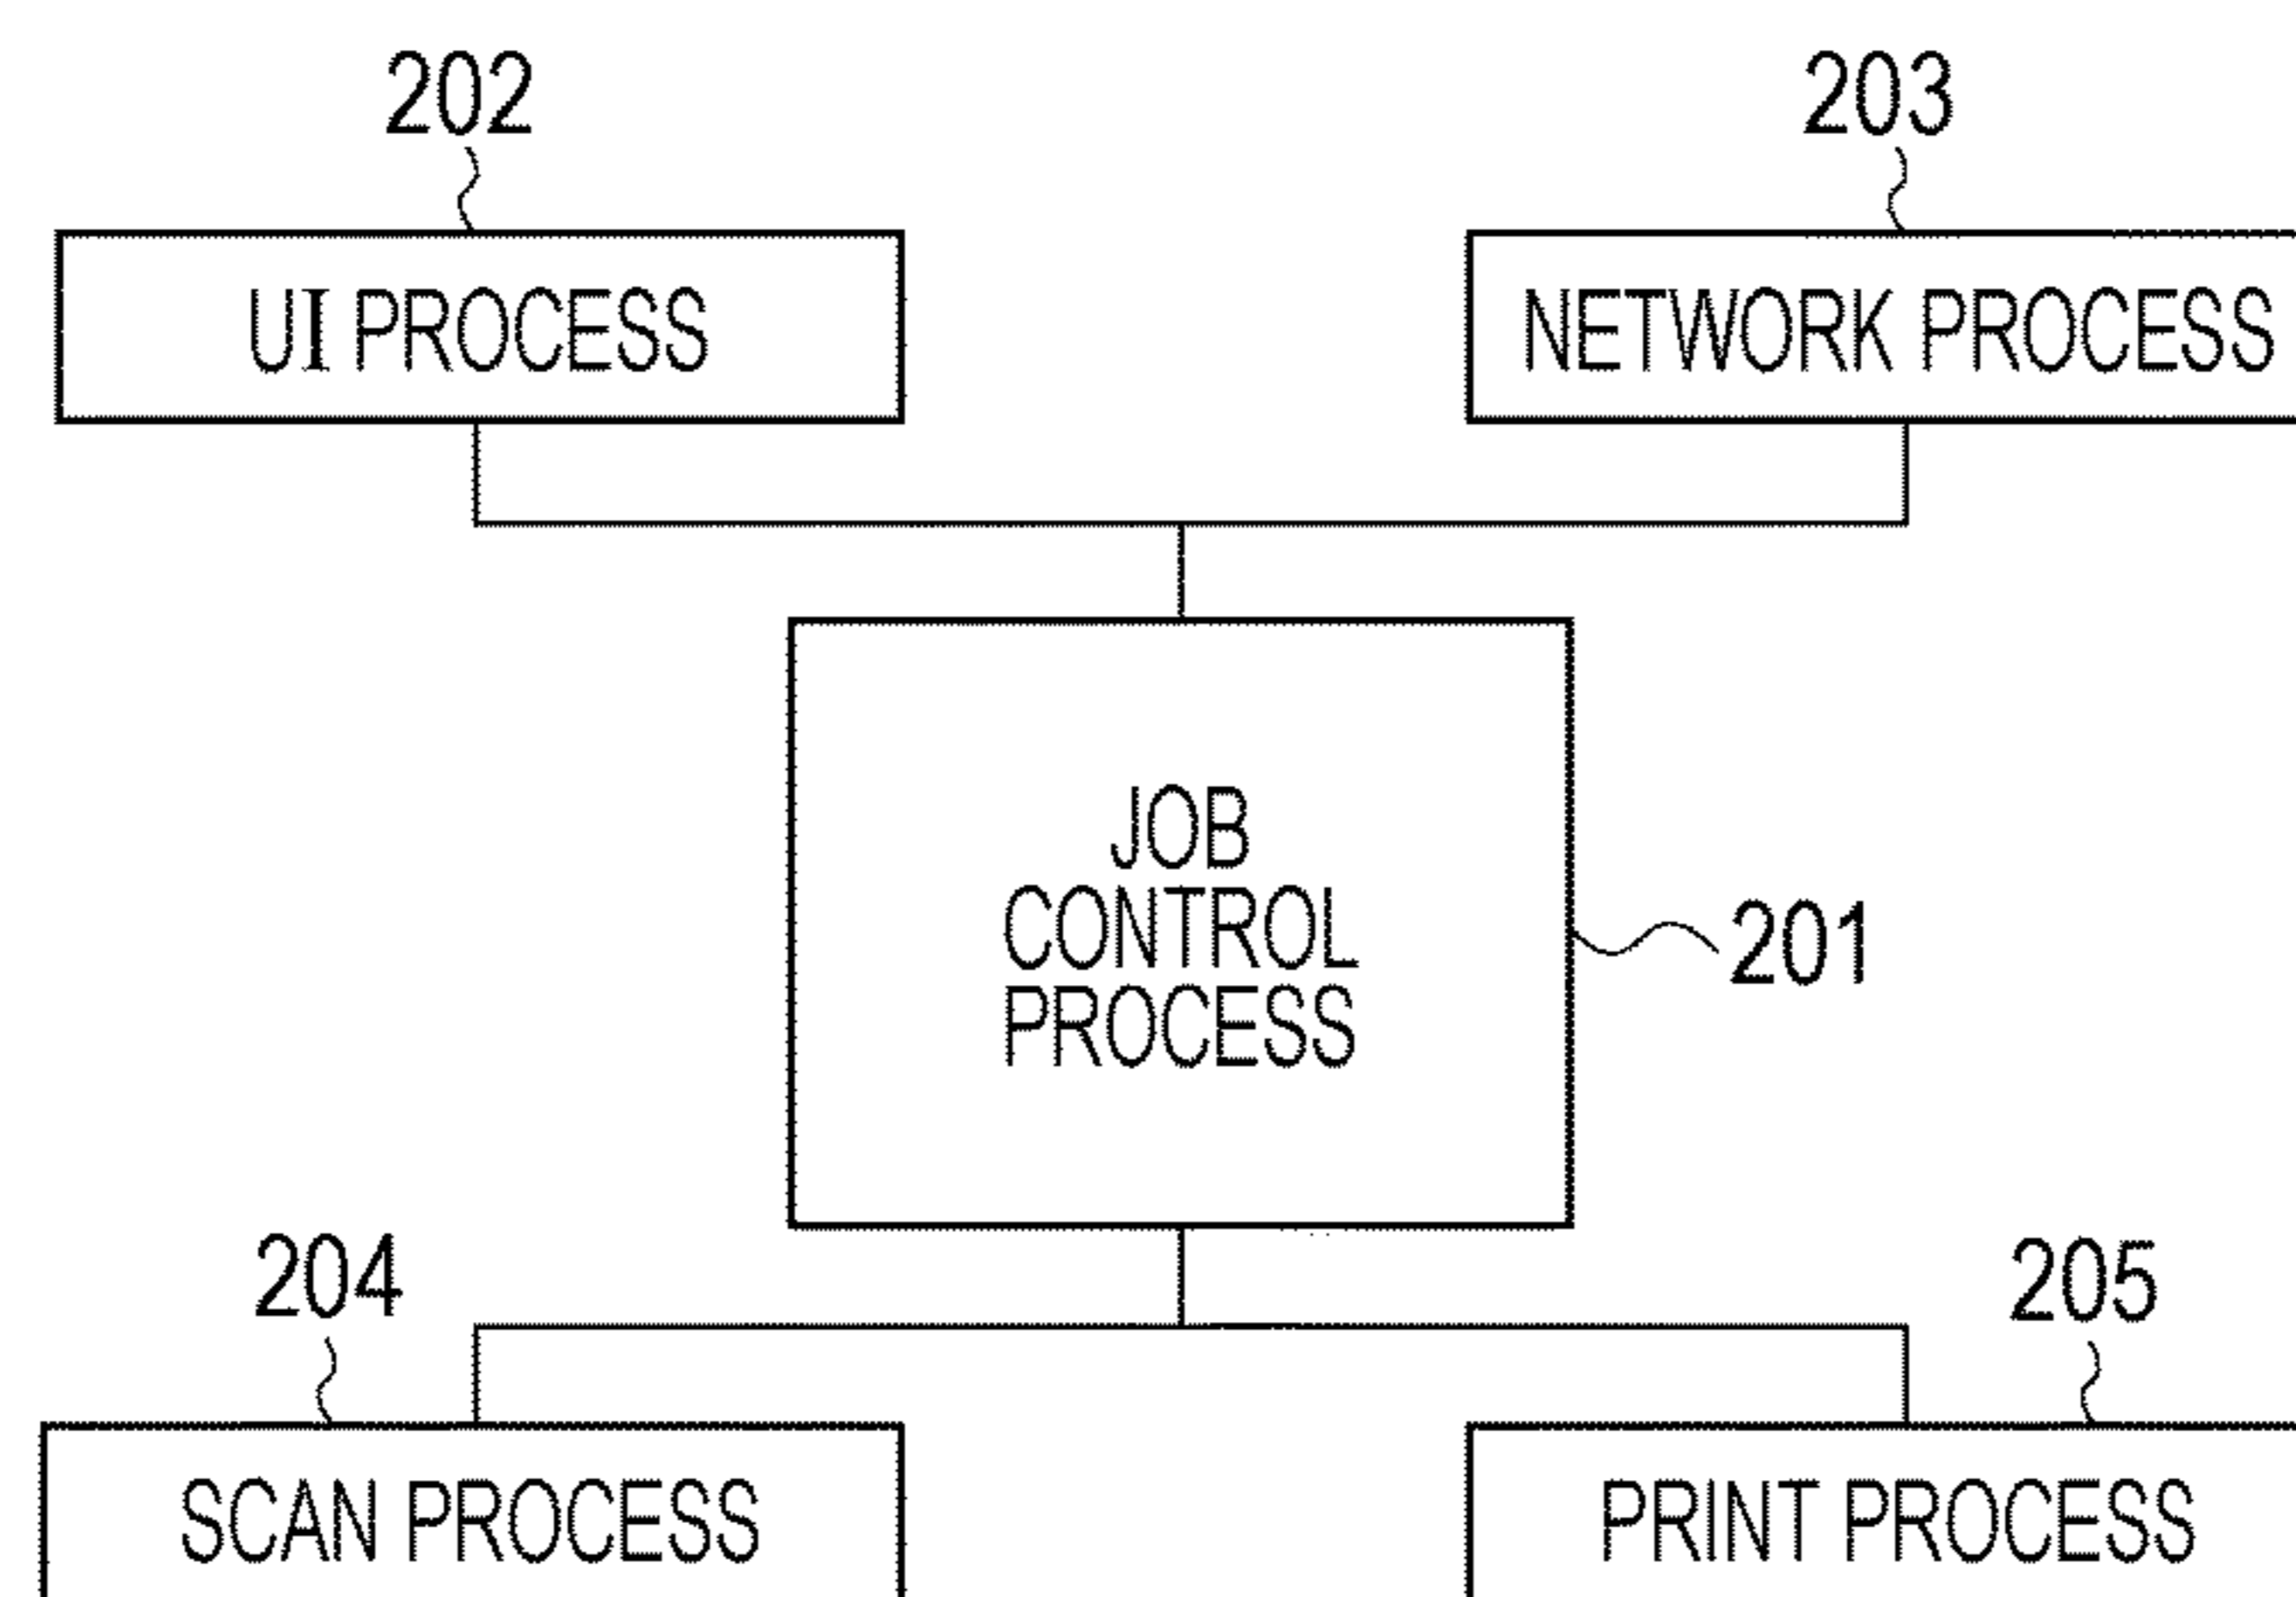 202
203
UI PROCESS
NETWORK PROCESS
JOB
CONTROL
PROCESS
201
204
205
SCAN PROCESS
PRINT PROCESS